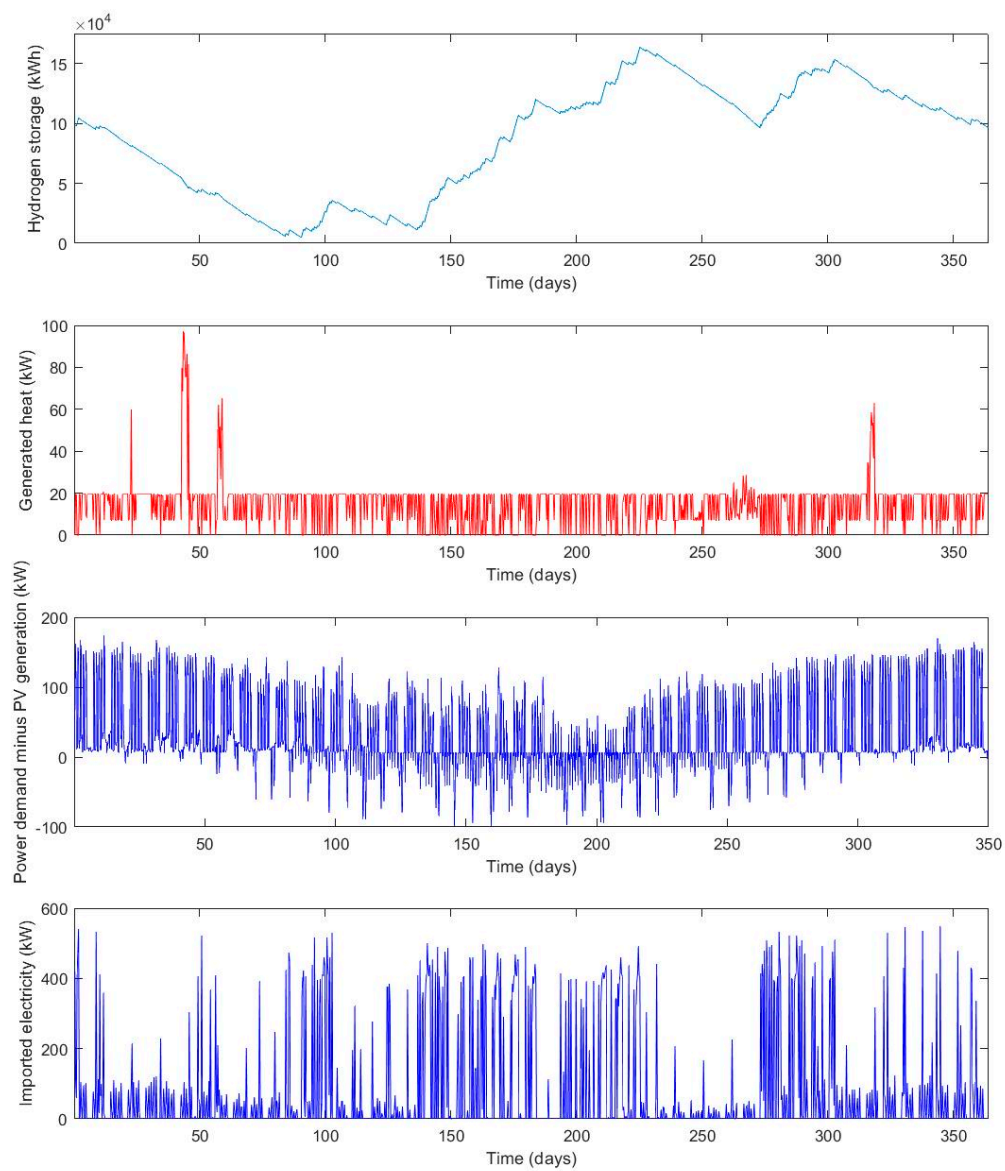 ×10⁴
Hydrogen storage (kWh)
15
10
5
0
50 100 150 200 250 300 350
Time (days)
Generated heat (kW)
100
80
60
40
20
0
50 100 150 200 250 300 350
Time (days)
Power demand minus PV generation (kW)
200
100
0
-100
50 100 150 200 250 300 350
Time (days)
Imported electricity (kW)
600
400
200
0
50 100 150 200 250 300 350
Time (days)